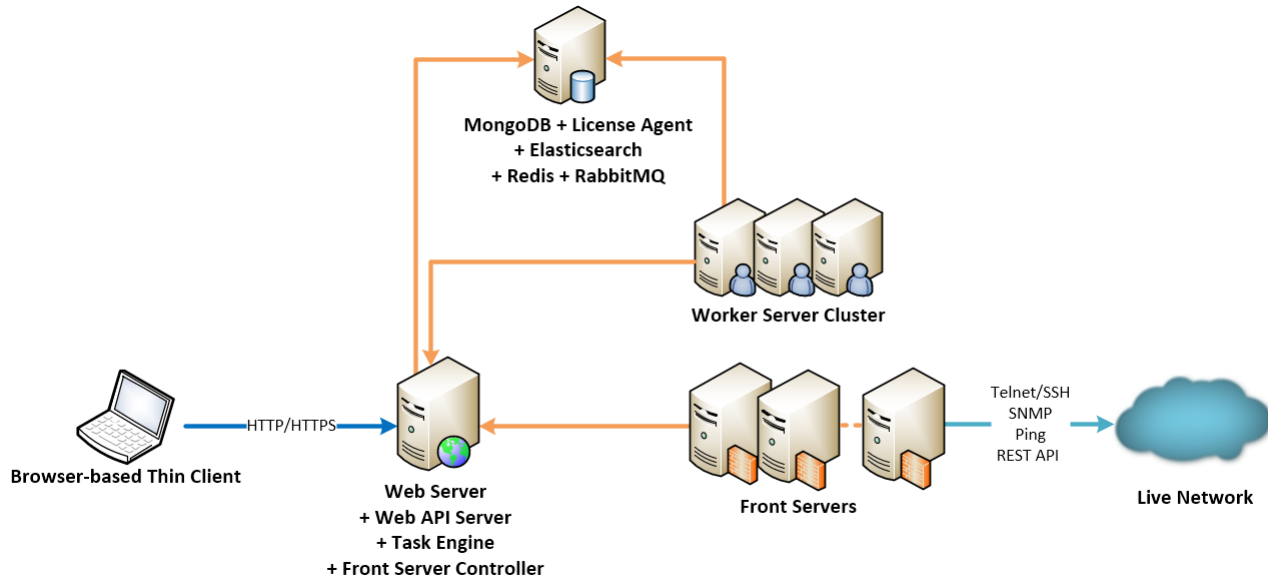 MongoDB + License Agent
+ Elasticsearch
+ Redis + RabbitMQ
Worker Server Cluster
HTTP/HTTPS
Telnet/SSH
SNMP
Ping
REST API
Browser-based Thin Client
Web Server
+ Web API Server
+ Task Engine
+ Front Server Controller
Front Servers
Live Network